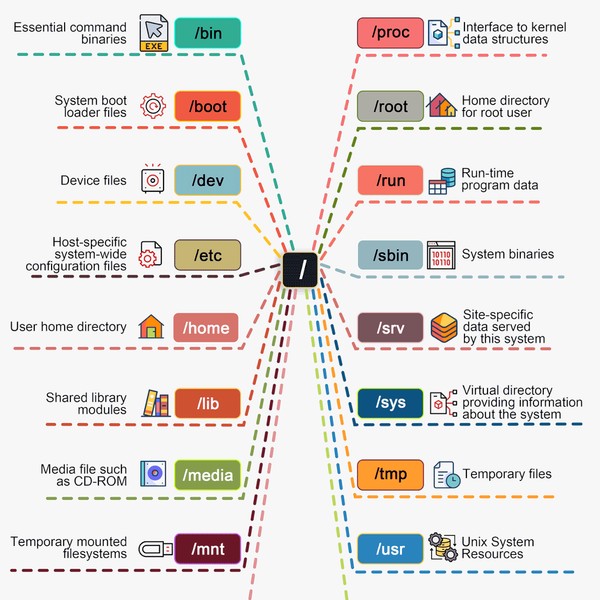 Essential command
binaries
EXE
/bin
System boot
loader files
/boot
Device files
/dev
Host-specific
system-wide
configuration files
/etc
User home directory
/home
Shared library
modules
/lib
Media file such
as CD-ROM
/media
Temporary mounted
filesystems
/mnt
/
/proc
Interface to kernel
data structures
/root
Home directory
for root user
/run
Run-time
program data
/sbin
10110
1010
System binaries
/srv
Site-specific
data served
by this system
/sys
Virtual directory
providing information
about the system
/tmp
Temporary files
/usr
Unix System
Resources